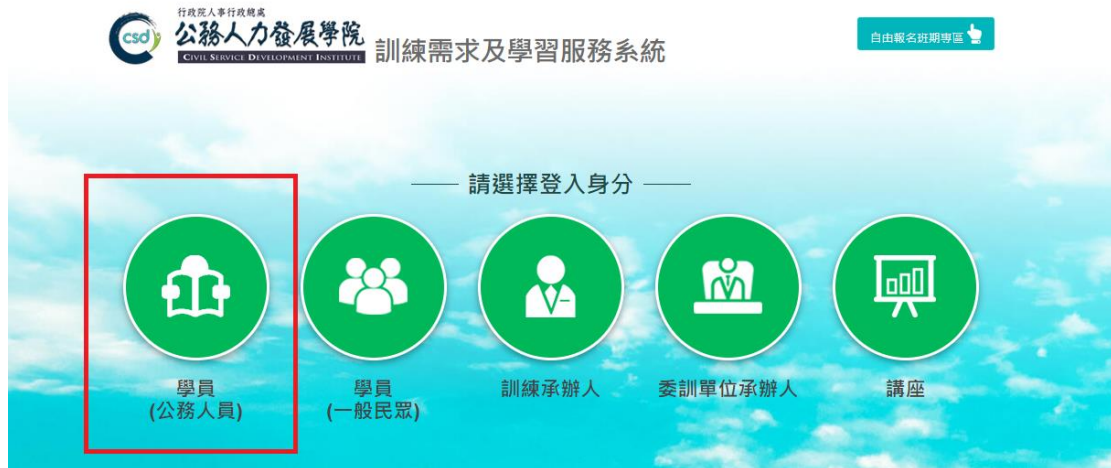 行政院人事行政總處
csdi
公務人力發展學院
CIVIL SERVICE DEVELOPMENT INSTITUTE
訓練需求及學習服務系統
自由報名班期專區
請選擇登入身分
學員
(公務人員)
學員
(一般民眾)
訓練承辦人
委訓單位承辦人
講座